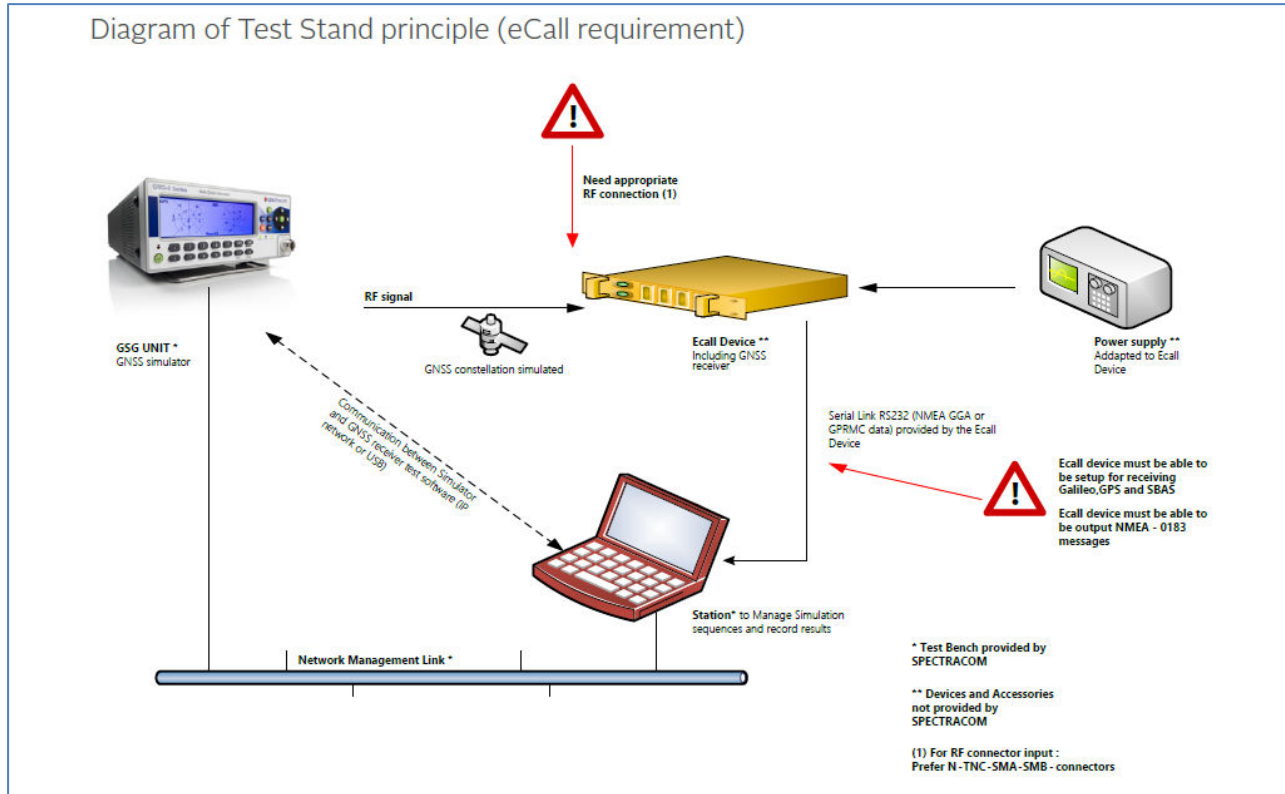 Diagram of Test Stand principle (eCall requirement)
Need appropriate
RF connection (1)
RF signal
GNSS constellation simulated
GSG UNIT *
GNSS simulator
Ecall Device **
Including GNSS
receiver
Power supply **
Addapted to Ecall
Device
Communication between Simulator
and GNSS receiver test software (IP
network or USB)
Serial Link RS232 (NMEA GGA or
GPRMC data) provided by the Ecall
Device
Ecall device must be able to
be setup for receiving
Galileo,GPS and SBAS
Ecall device must be able to
be output NMEA - 0183
messages
Station* to Manage Simulation
sequences and record results
Network Management Link *
* Test Bench provided by
SPECTRACOM
** Devices and Accessories
not provided by
SPECTRACOM
(1) For RF connector input :
Prefer N -TNC-SMA-SMB - connectors